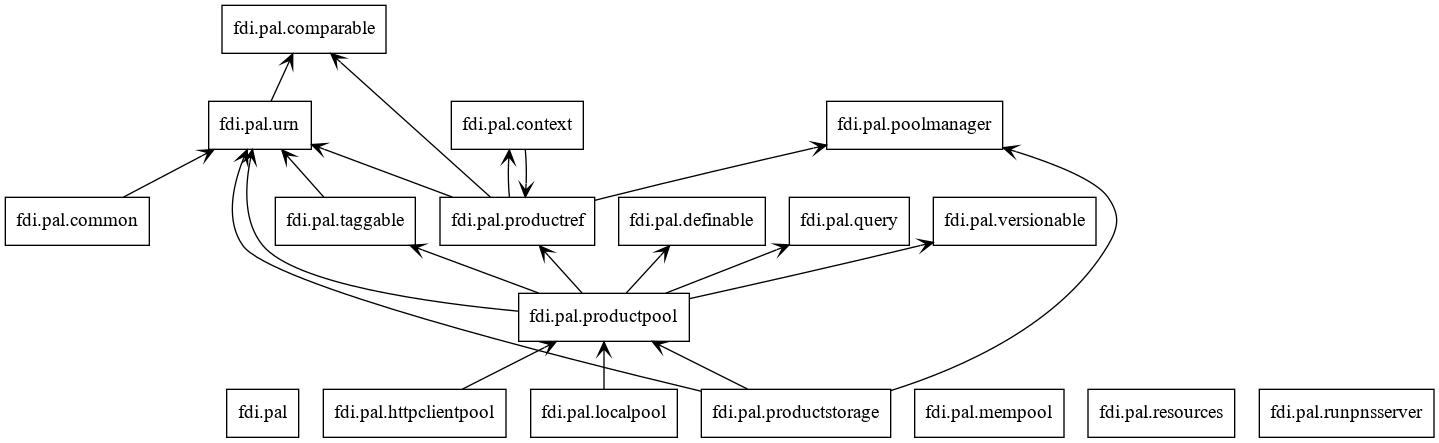 fdi.pal.comparable
fdi.pal.urn
fdi.pal.context
fdi.pal.poolmanager
fdi.pal.common
fdi.pal.taggable
fdi.pal.productref
fdi.pal.definable
fdi.pal.query
fdi.pal.versionable
fdi.pal.productpool
fdi.pal
fdi.pal.httpclientpool
fdi.pal.localpool
fdi.pal.productstorage
fdi.pal.mempool
fdi.pal.resources
fdi.pal.runpnsserver